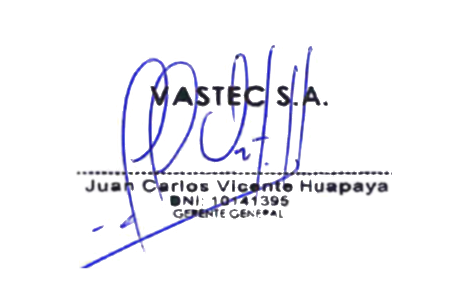 VASTEC S.A.
Juan Carlos Vicente Huapaya
DNI: 10141395
GERENTE GENERAL